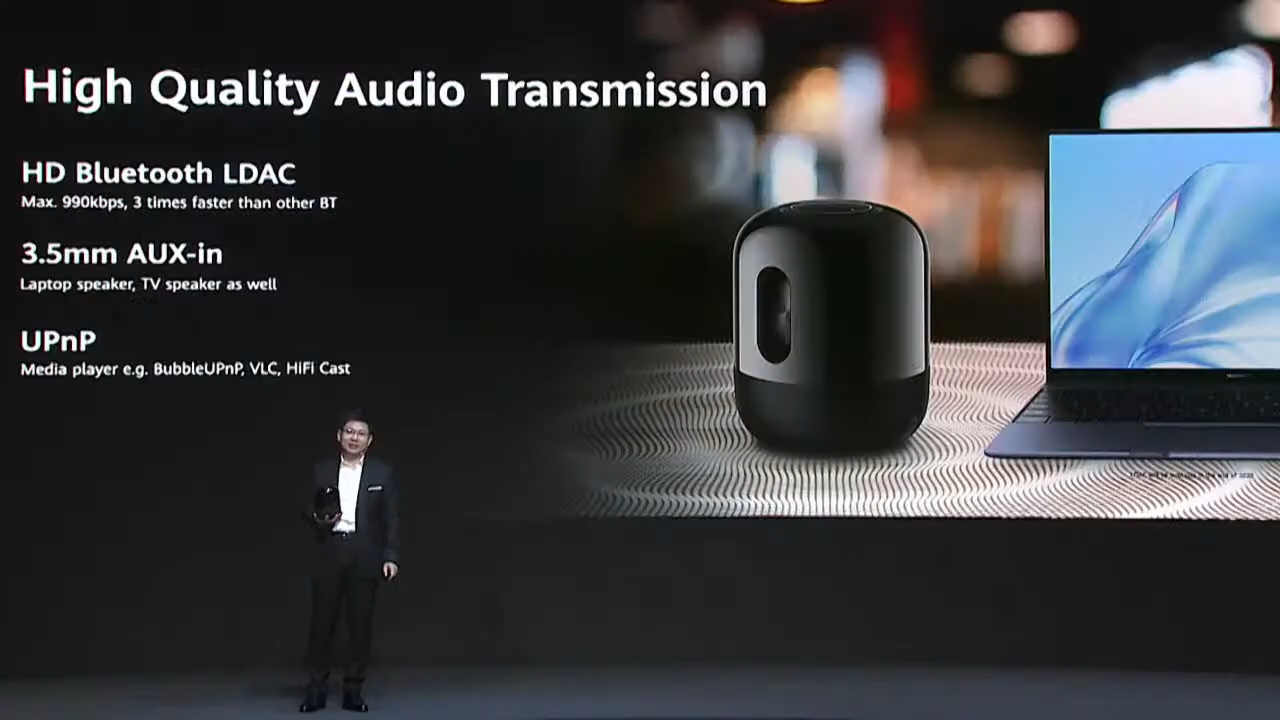 High Quality Audio Transmission
HD Bluetooth LDAC
Max. 990kbps, 3 times faster than other BT
3.5mm AUX-in
Laptop speaker, TV speaker as well
UPnP
Media player e.g. BubbleUPnP, VLC, HiFi Cast